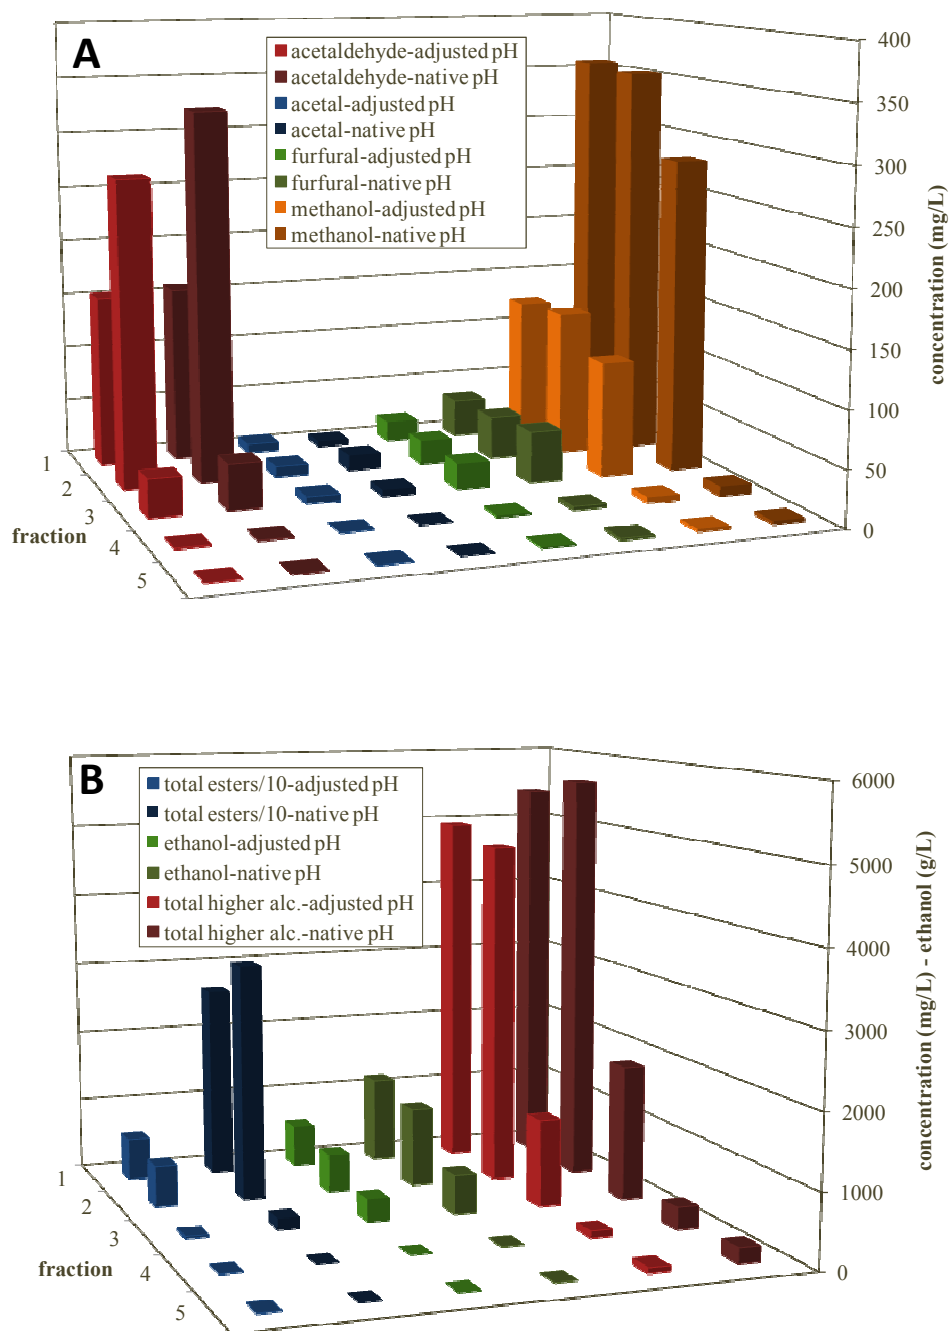 A
acetaldehyde-adjusted pH
acetaldehyde-native pH
acetal-adjusted pH
acetal-native pH
furfural-adjusted pH
furfural-native pH
methanol-adjusted pH
methanol-native pH
400
350
300
250
200
150
100
50
0
concentration (mg/L)
1
2
3
4
5
fraction
B
total esters/10-adjusted pH
total esters/10-native pH
ethanol-adjusted pH
ethanol-native pH
total higher alc.-adjusted pH
total higher alc.-native pH
6000
5000
4000
3000
2000
1000
0
concentration (mg/L) - ethanol (g/L)
1
2
3
4
5
fraction